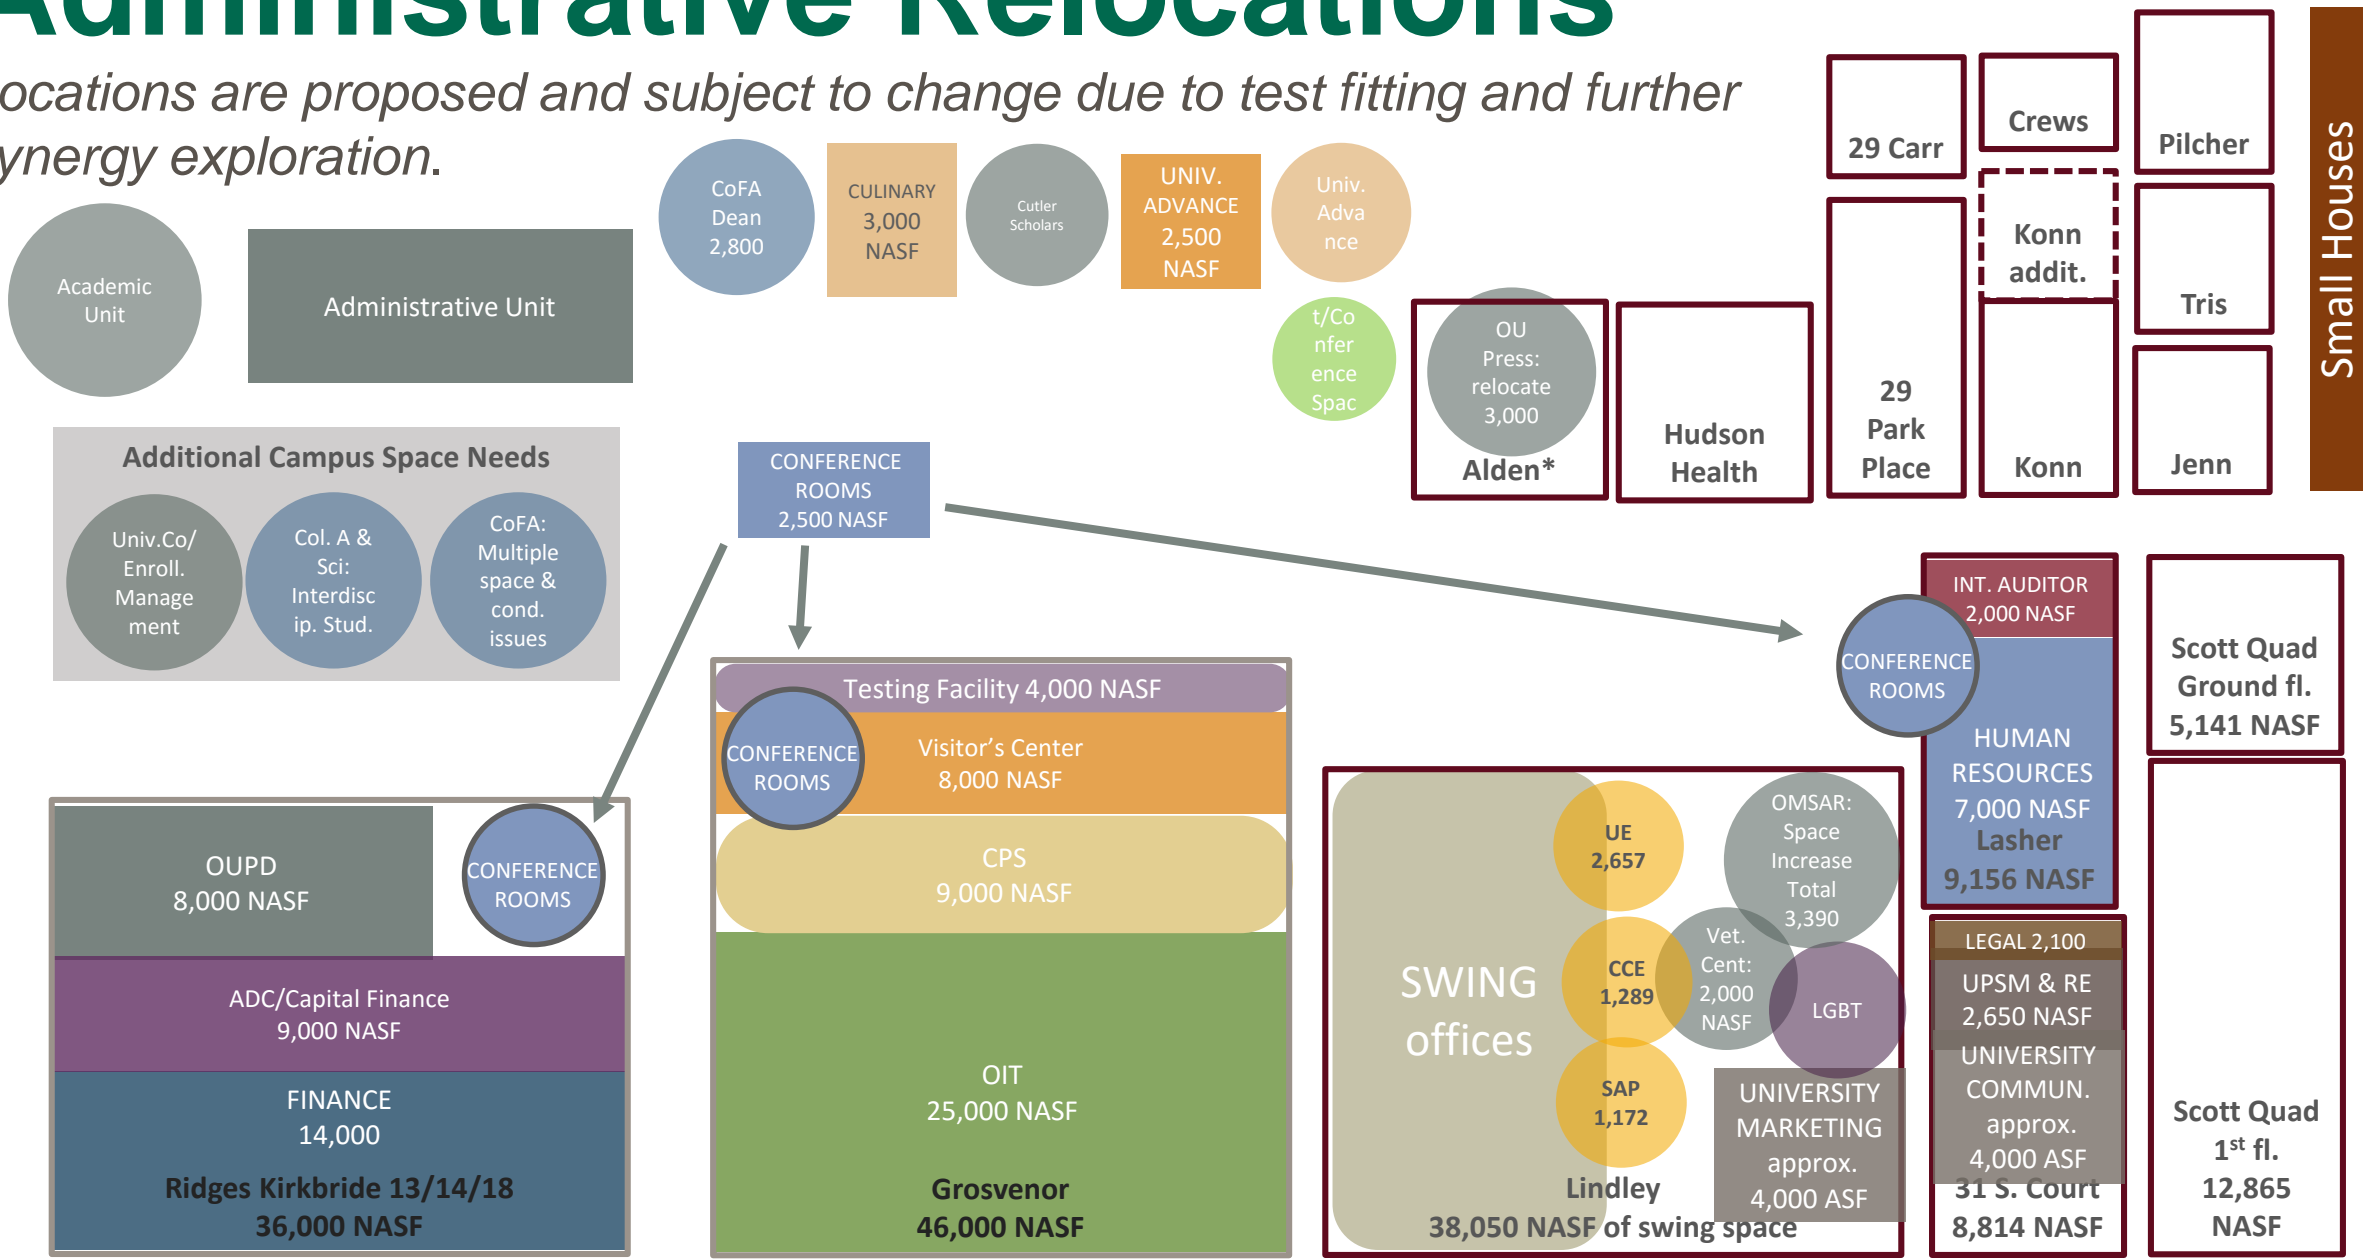 Administrative Relocations
ocations are proposed and subject to change due to test fitting and further
ynergy exploration.
Academic
Unit
Administrative Unit
CoFA
Dean
2,800
CULINARY
3,000
NASF
Cutler
Scholars
UNIV.
ADVANCE
2,500
NASF
Univ.
Adva
nce
t/Co
nfer
ence
Spac
OU
Press:
relocate
3,000
Alden*
Hudson
Health
29 Carr
29
Park
Place
Crews
Konn
addit.
Konn
Pilcher
Tris
Jenn
Small Houses
Additional Campus Space Needs
Univ.Co/
Enroll.
Manage
ment
Col. A &
Sci:
Interdisc
ip. Stud.
CoFA:
Multiple
space &
cond.
issues
CONFERENCE
ROOMS
2,500 NASF
OUPD
8,000 NASF
CONFERENCE
ROOMS
ADC/Capital Finance
9,000 NASF
FINANCE
14,000
Ridges Kirkbride 13/14/18
36,000 NASF
Testing Facility 4,000 NASF
CONFERENCE
ROOMS
Visitor's Center
8,000 NASF
CPS
9,000 NASF
OIT
25,000 NASF
Grosvenor
46,000 NASF
SWING
offices
UE
2,657
CCE
1,289
SAP
1,172
OMSAR:
Space
Increase
Total
3,390
Vet.
Cent:
2,000
NASF
LGBT
UNIVERSITY
MARKETING
approx.
4,000 ASF
Lindley
38,050 NASF of swing space
INT. AUDITOR
2,000 NASF
CONFERENCE
ROOMS
HUMAN
RESOURCES
7,000 NASF
Lasher
9,156 NASF
LEGAL 2,100
UPSM & RE
2,650 NASF
UNIVERSITY
COMMUN.
approx.
4,000 ASF
31 S. Court
8,814 NASF
Scott Quad
Ground fl.
5,141 NASF
Scott Quad
1st fl.
12,865
NASF